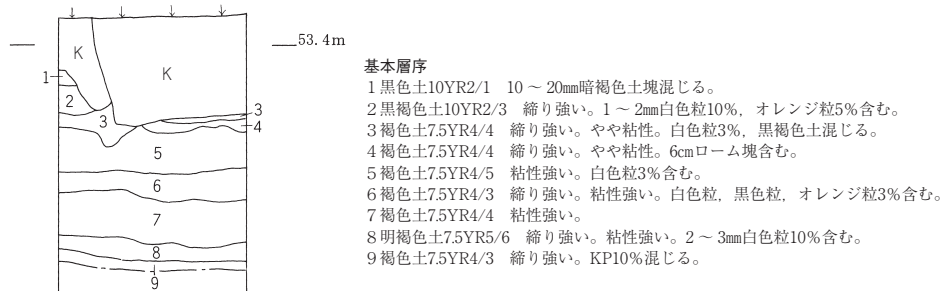 K
K
53.4m
1
2
3
3
4
5
6
7
8
9
基本層序
1 黒色土10YR2/1 10～20mm暗褐色土塊混じる。
2 黒褐色土10YR2/3 締り強い。1～2mm白色粒10%，オレンジ粒5%含む。
3 褐色土7.5YR4/4 締り強い。やや粘性。白色粒3%，黒褐色土混じる。
4 褐色土7.5YR4/4 締り強い。やや粘性。6cmローム塊含む。
5 褐色土7.5YR4/5 粘性強い。白色粒3%含む。
6 褐色土7.5YR4/3 締り強い。粘性強い。白色粒，黒色粒，オレンジ粒3%含む。
7 褐色土7.5YR4/4 粘性強い。
8 明褐色土7.5YR5/6 締り強い。粘性強い。2～3mm白色粒10%含む。
9 褐色土7.5YR4/3 締り強い。KP10%混じる。